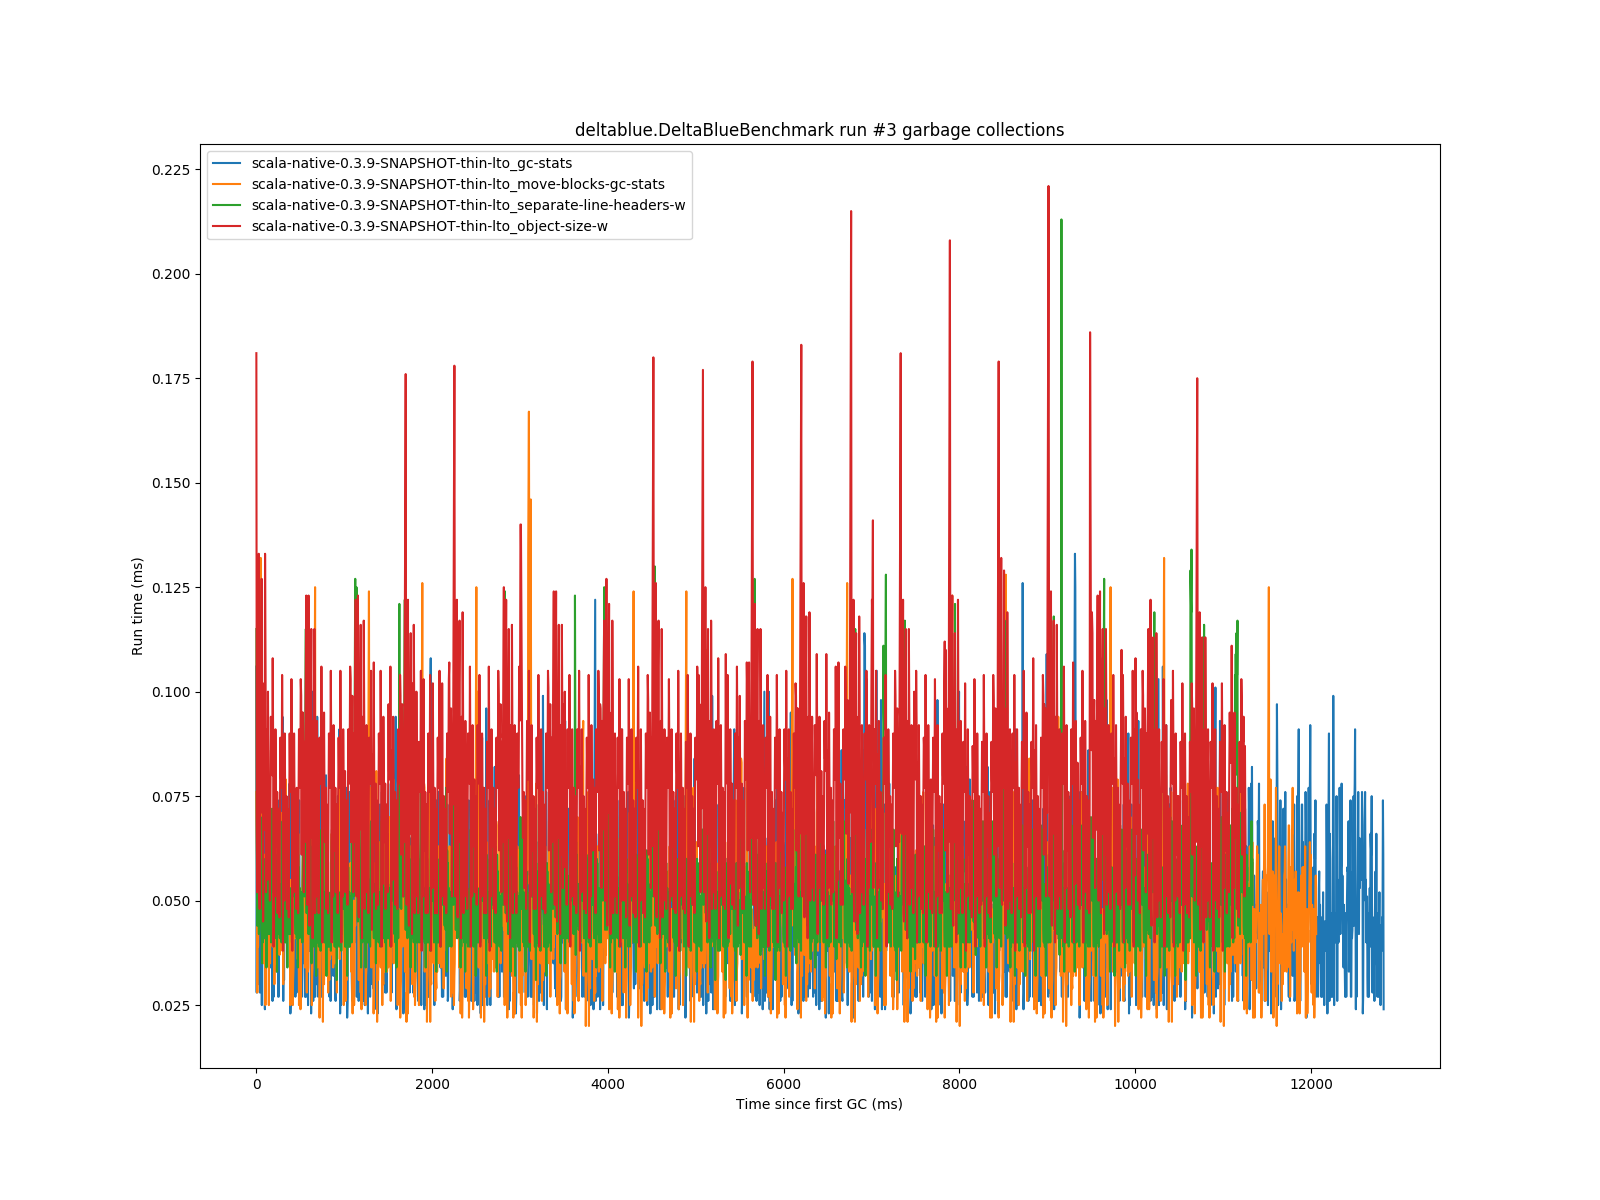 deltablue.DeltaBlueBenchmark run #3 garbage collections
scala-native-0.3.9-SNAPSHOT-thin-lto_gc-stats
scala-native-0.3.9-SNAPSHOT-thin-lto_move-blocks-gc-stats
scala-native-0.3.9-SNAPSHOT-thin-lto_separate-line-headers-w
scala-native-0.3.9-SNAPSHOT-thin-lto_object-size-w
0.225
0.200
0.175
0.150
0.125
0.100
0.075
0.050
0.025
Run time (ms)
0 2000 4000 6000 8000 10000 12000
Time since first GC (ms)